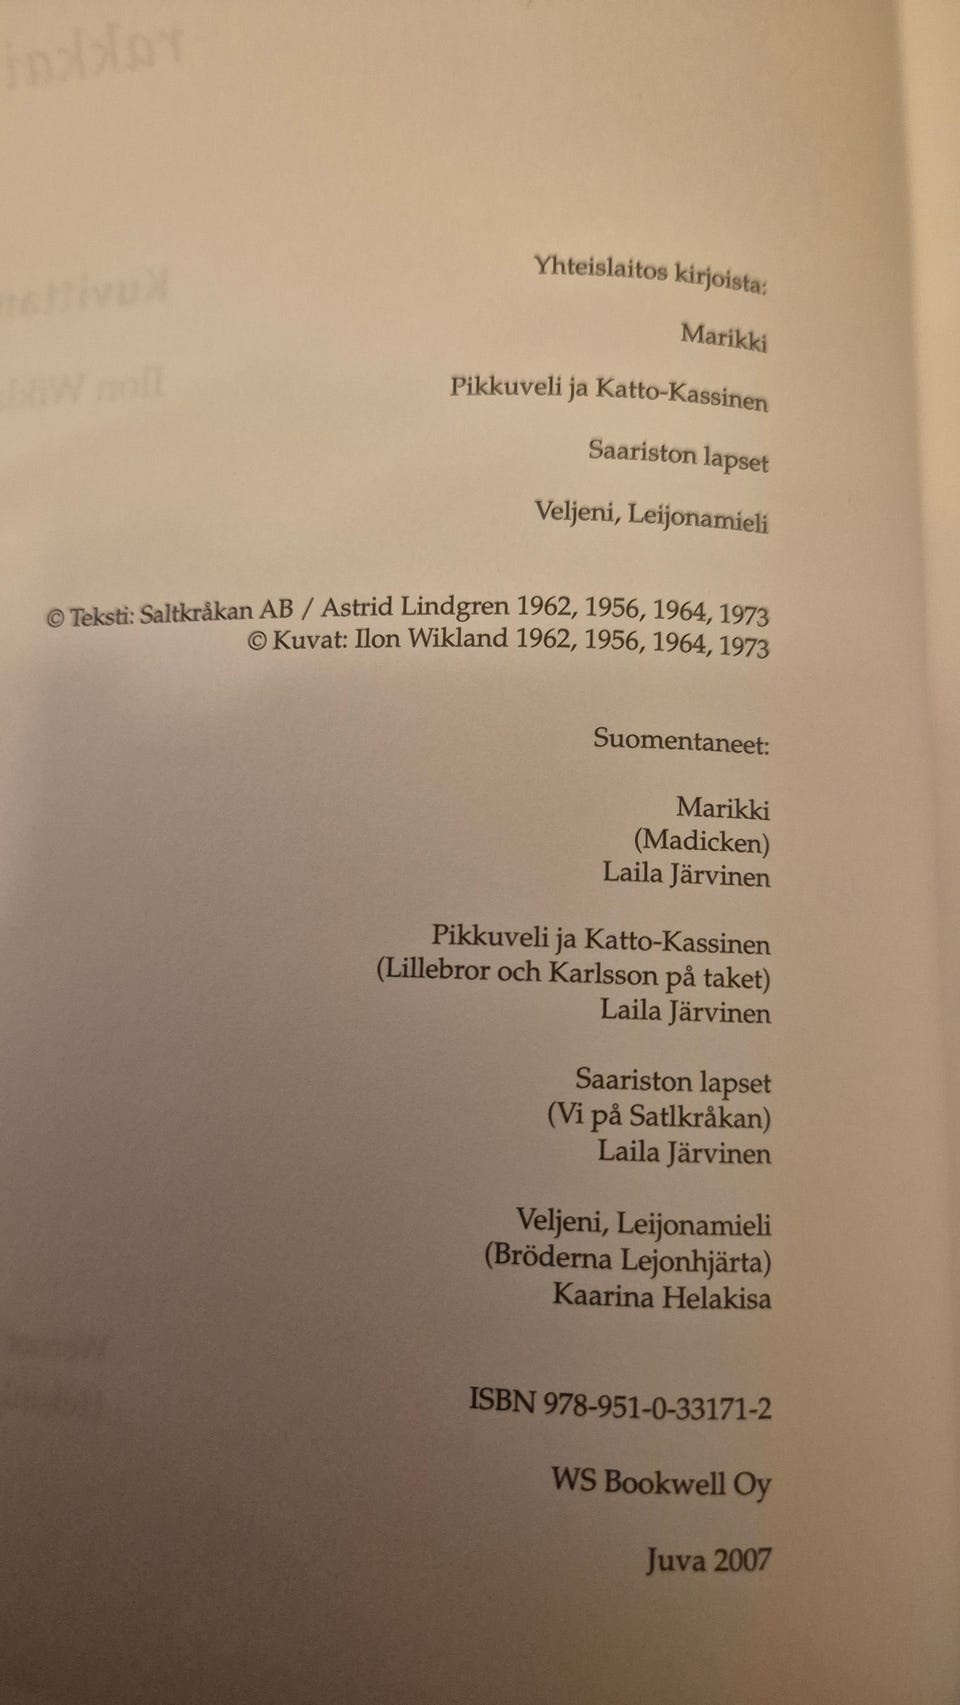 Yhteislaitos kirjoista:
Marikki
Pikkuveli ja Katto-Kassinen
Saariston lapset
Veljeni, Leijonamieli
© Teksti: Saltkråkan AB / Astrid Lindgren 1962, 1956, 1964, 1973
© Kuvat: Ilon Wikland 1962, 1956, 1964, 1973
Suomentaneet:
Marikki
(Madicken)
Laila Järvinen
Pikkuveli ja Katto-Kassinen
(Lillebror och Karlsson på taket)
Laila Järvinen
Saariston lapset
(Vi på Satlkråkan)
Laila Järvinen
Veljeni, Leijonamieli
(Bröderna Lejonhjärta)
Kaarina Helakisa
ISBN 978-951-0-33171-2
WS Bookwell Oy
Juva 2007